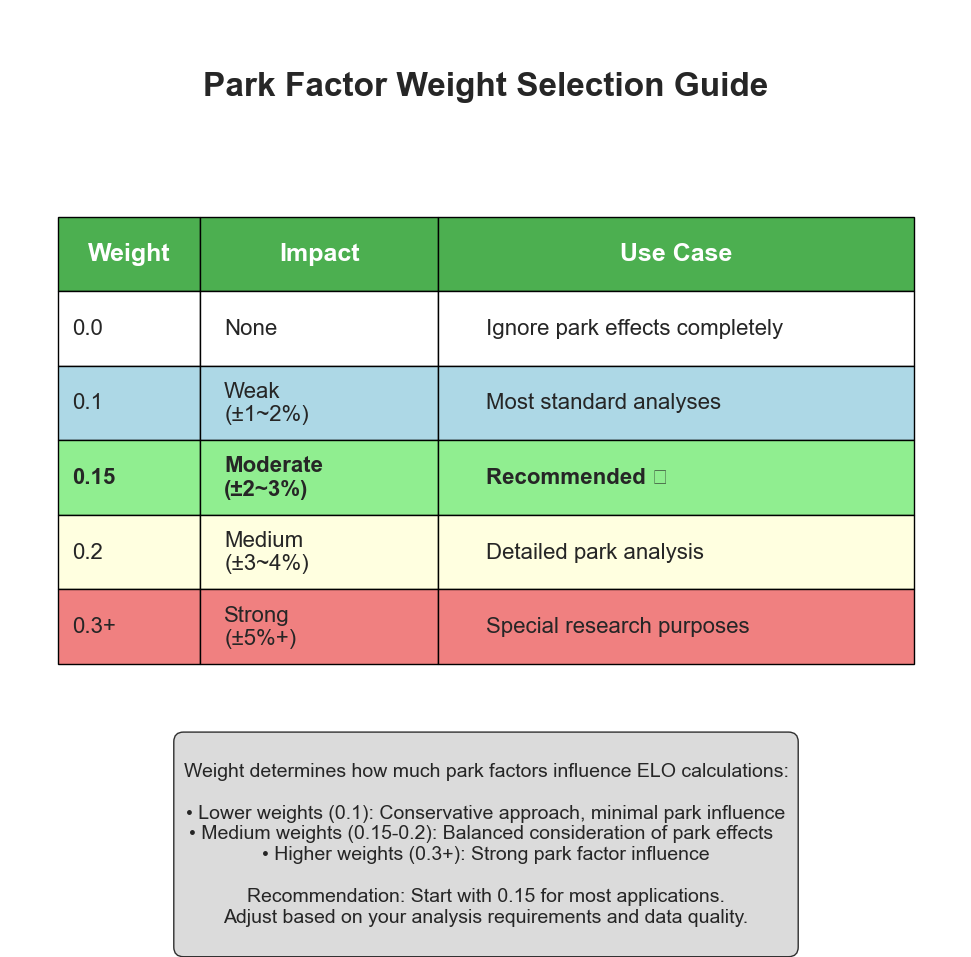 Park Factor Weight Selection Guide
Weight Impact Use Case
0.0 None Ignore park effects completely
0.1 Weak (±1~2%) Most standard analyses
0.15 Moderate (±2~3%) Recommended
0.2 Medium (±3~4%) Detailed park analysis
0.3+ Strong (±5%+) Special research purposes
Weight determines how much park factors influence ELO calculations:
• Lower weights (0.1): Conservative approach, minimal park influence
• Medium weights (0.15-0.2): Balanced consideration of park effects
• Higher weights (0.3+): Strong park factor influence
Recommendation: Start with 0.15 for most applications.
Adjust based on your analysis requirements and data quality.